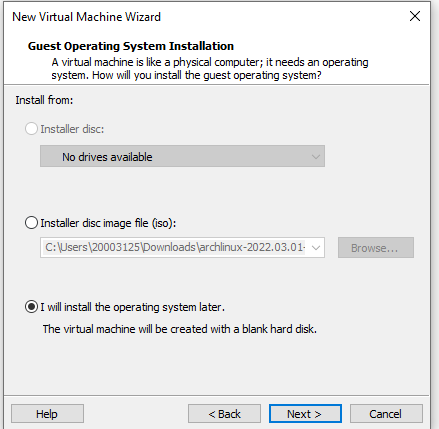 New Virtual Machine Wizard
Guest Operating System Installation
A virtual machine is like a physical computer; it needs an operating
system. How will you install the guest operating system?
Install from:
Installer disc:
No drives available
Installer disc image file (iso):
C:\Users\20003125\Downloads\archlinux-2022.03.01-
Browse...
I will install the operating system later.
The virtual machine will be created with a blank hard disk.
Help
< Back
Next >
Cancel